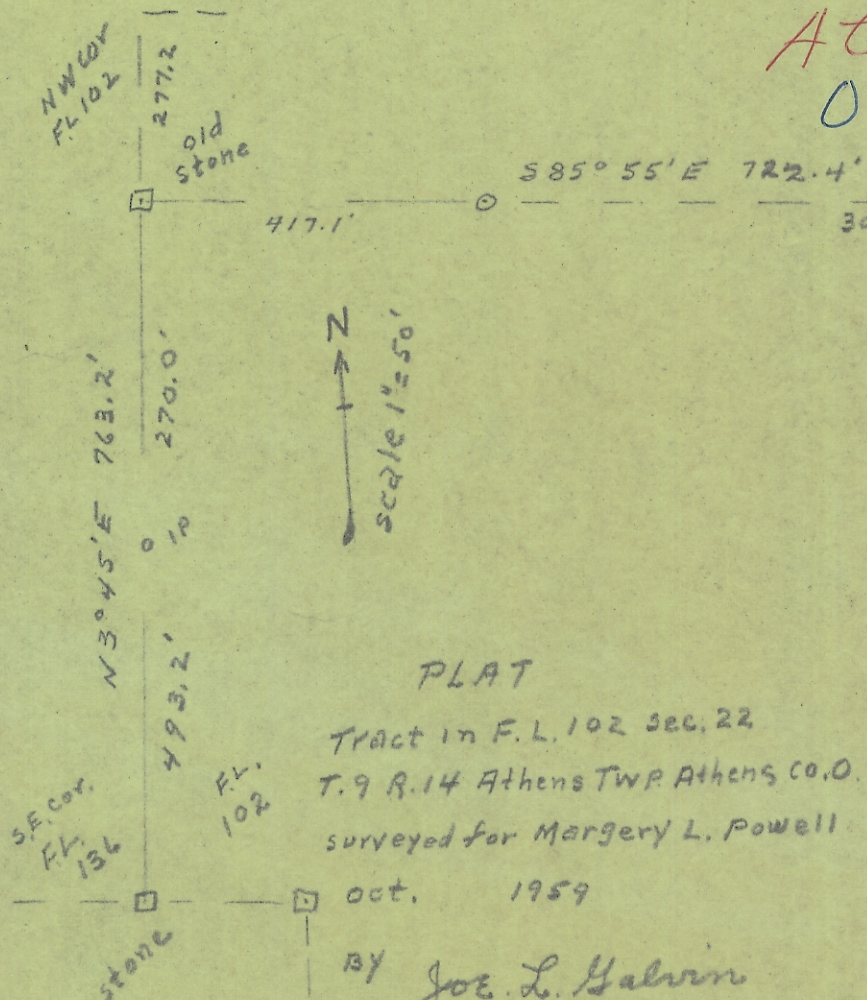 At
O
N W Cor
F.L 102
277.2
old
stone
S 85° 55' E 722.4'
417.1'
30
N
scale 1"=50'
N 3° 45' E 763.2'
270.0'
IP
493.2'
F.L.
102
S.E. Cor.
F.L.
136
stone
PLAT
Tract in F.L. 102 sec. 22
T.9 R.14 Athens TWP. Athens Co. O.
surveyed for Margery L. Powell
oct. 1959
BY Joe. L. Galvin